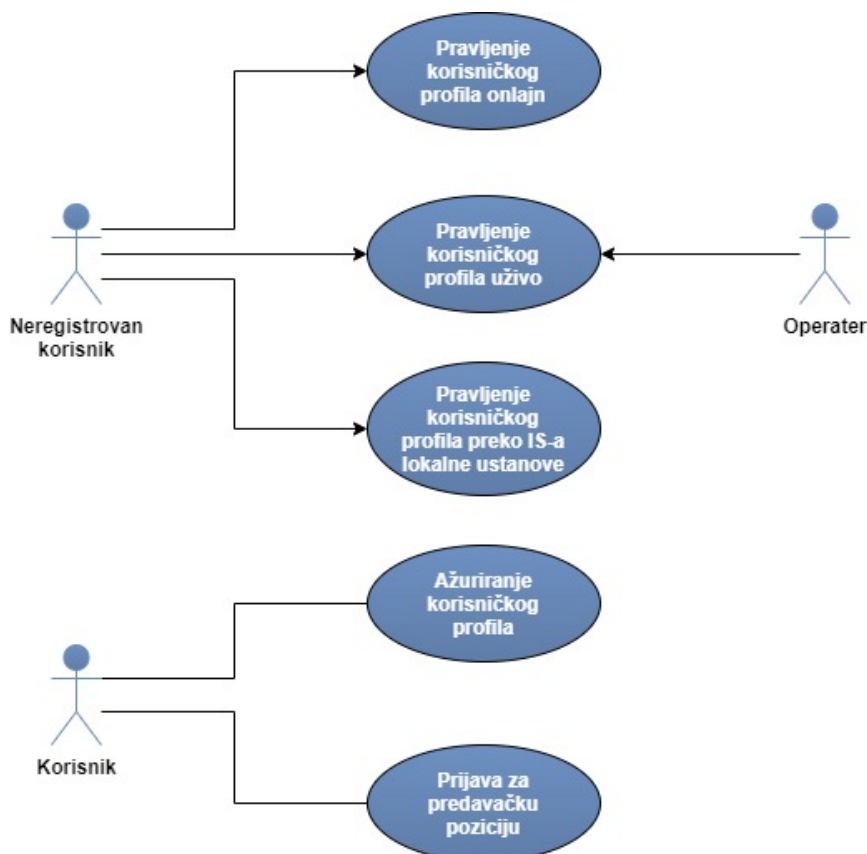 Pravljenje
korisničkog
profila onlajn
Neregistrovan
korisnik
Pravljenje
korisničkog
profila uživo
Operater
Pravljenje
korisničkog
profila preko IS-a
lokalne ustanove
Ažuriranje
korisničkog
profila
Korisnik
Prijava za
predavačku
poziciju